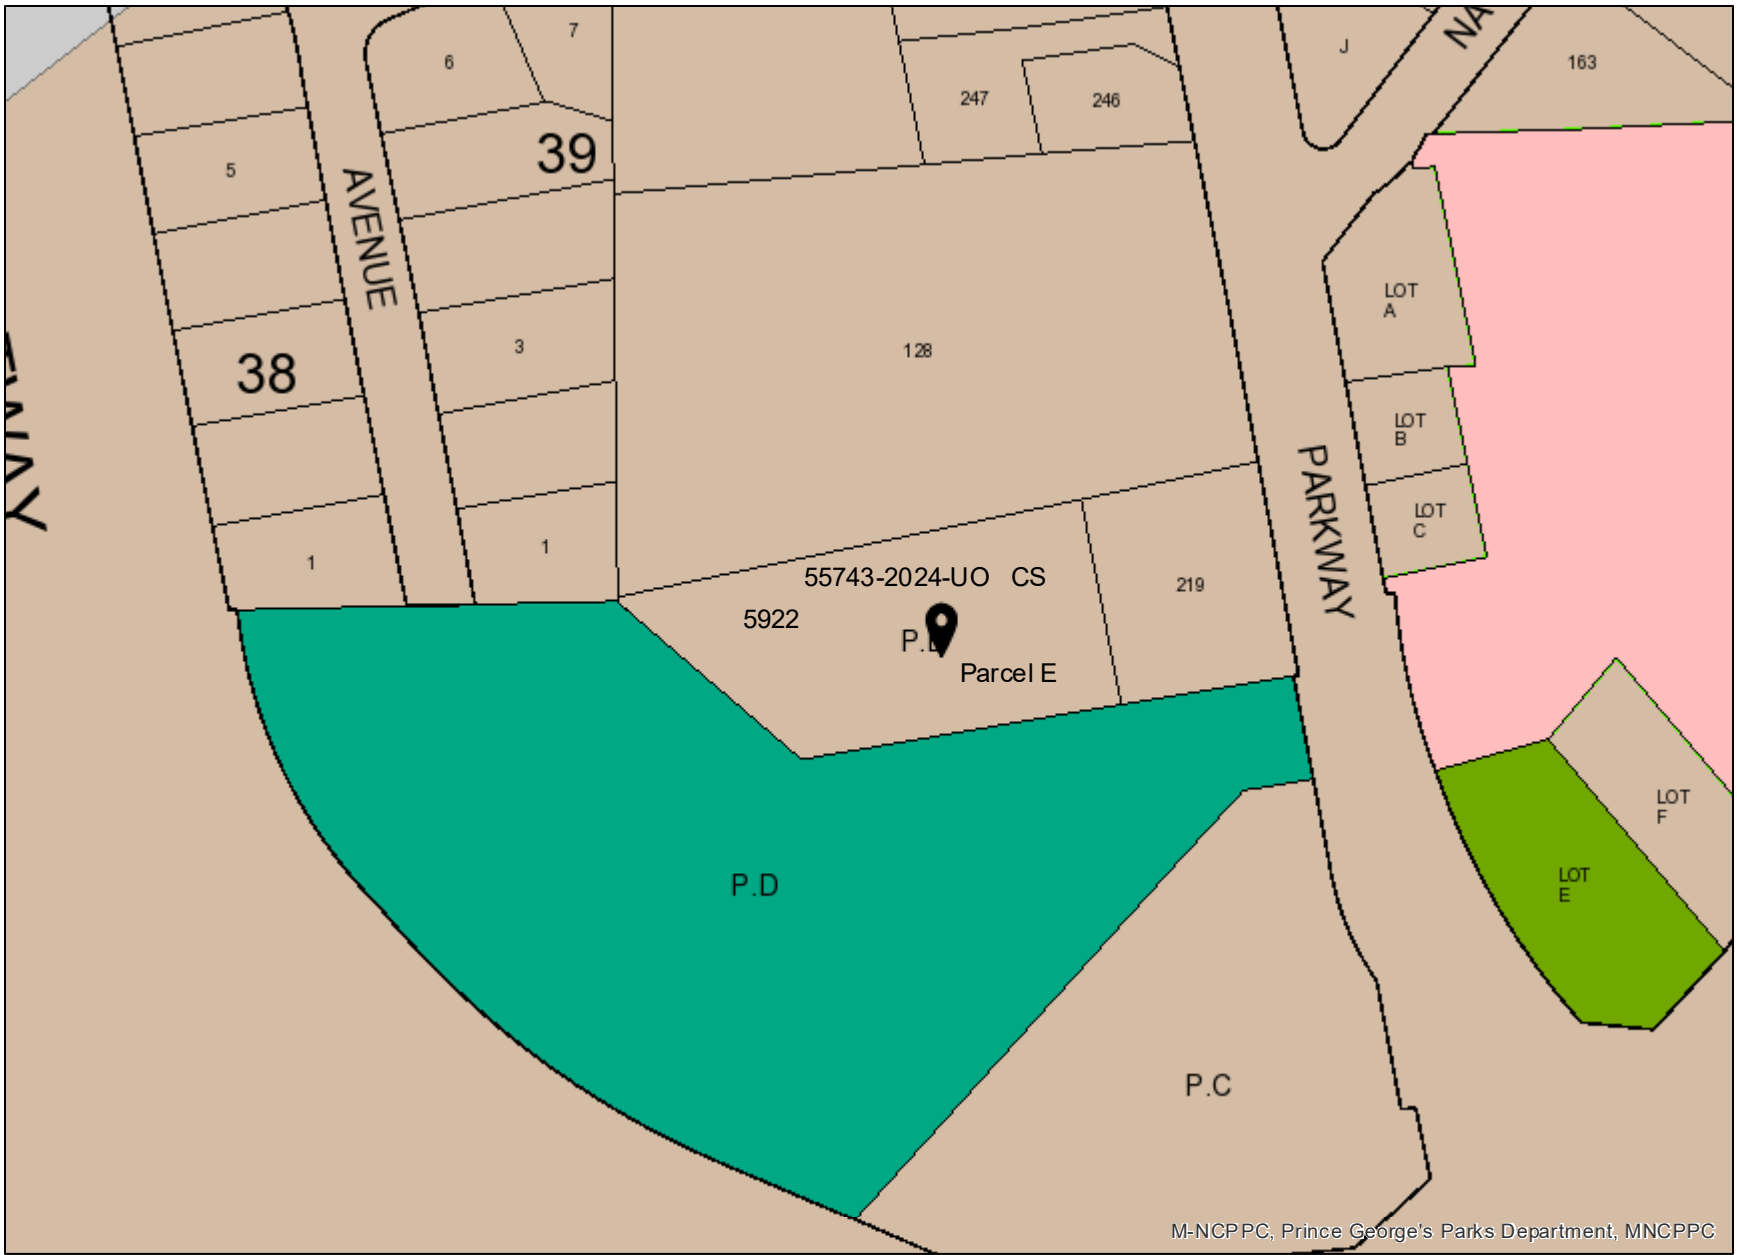 7
6
J
NA
163
247
246
39
5
AVENUE
LOT
A
3
128
38
LOT
B
PARKWAY
LOT
C
1
1
55743-2024-UO CS
219
5922
Parcel E
LOT
F
P.D
LOT
E
P.C
M-NCPPC, Prince George's Parks Department, MNCPPC